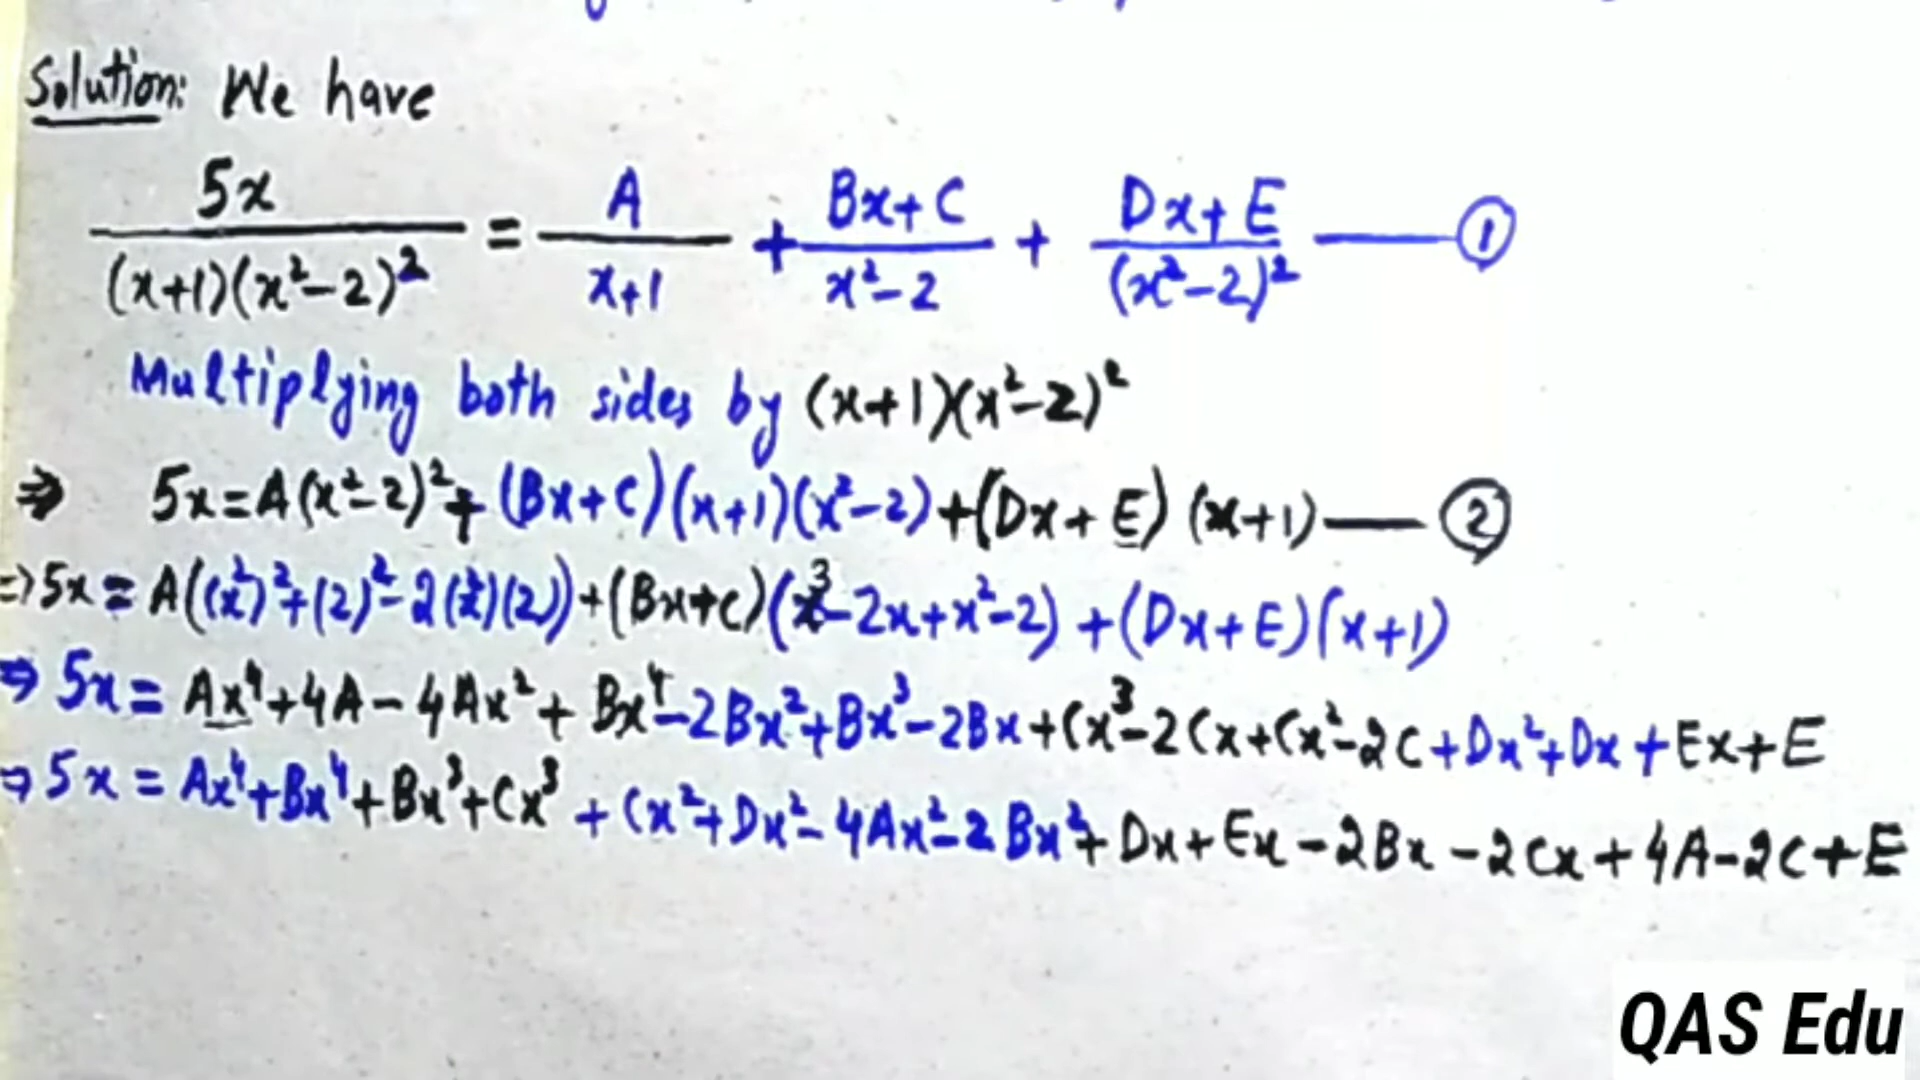 Solution: We have
5x / (x+1)(x²-2)² = A / x+1 + Bx+C / x²-2 + Dx+E / (x²-2)² —— ①
Multiplying both sides by (x+1)(x²-2)²
⇒ 5x=A(x²-2)²+(Bx+C)(x+1)(x²-2)+(Dx+E)(x+1)—— ②
⇒5x=A((x²)²+(2)²-2(x²)(2))+(Bx+C)(x³-2x+x²-2)+(Dx+E)(x+1)
⇒ 5x= Ax⁴+4A-4Ax²+Bx⁴-2Bx²+Bx³-2Bx+Cx³-2Cx+Cx²-2C+Dx²+Dx+Ex+E
⇒ 5x = Ax⁴+Bx⁴+Bx³+Cx³+Cx²+Dx²-4Ax²-2Bx²+Dx+Ex-2Bx-2Cx+4A-2C+E
QAS Edu